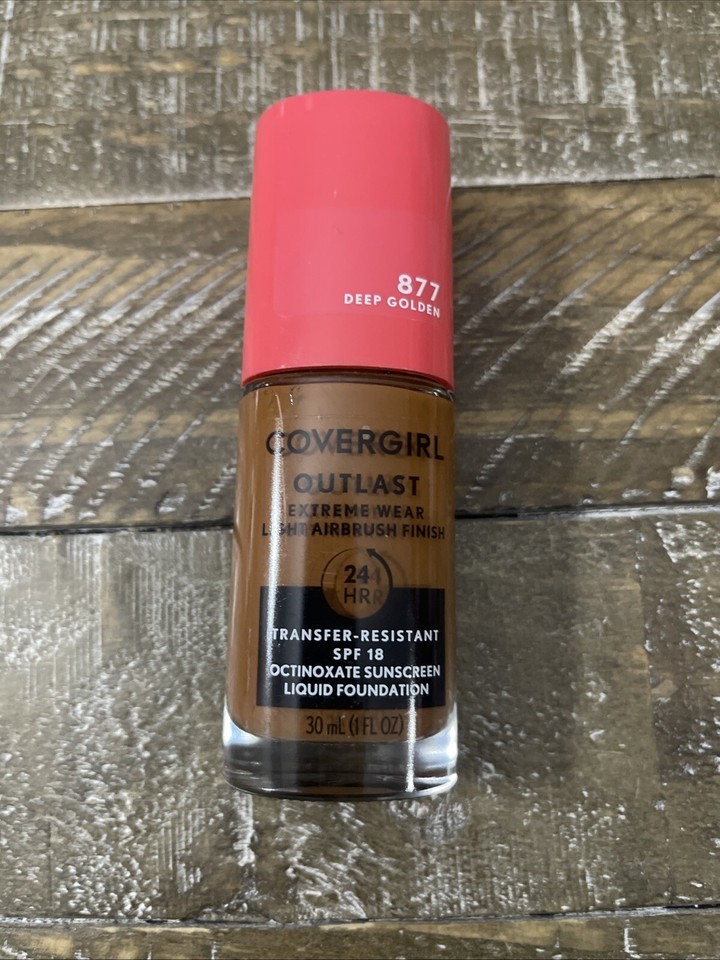 877
DEEP GOLDEN
COVERGIRL
OUTLAST
EXTREME WEAR
LIGHT AIRBRUSH FINISH
24
HR
TRANSFER-RESISTANT
SPF 18
OCTINOXATE SUNSCREEN
LIQUID FOUNDATION
30 mL (1 FL OZ)